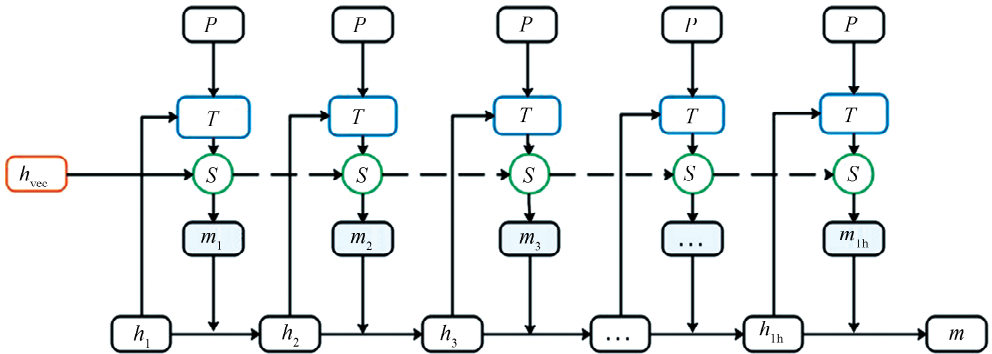 P P P P P
T T T T T
h_vec S S S S S
m_1 m_2 m_3 ... m_1h
h_1 h_2 h_3 ... h_1h m